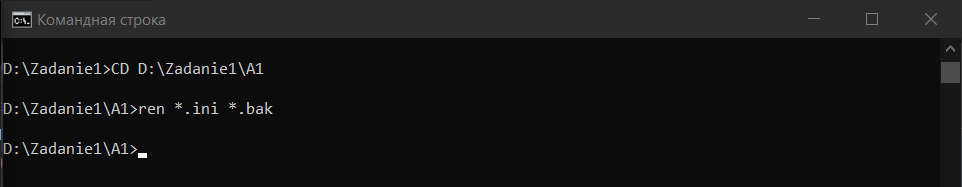 Командная строка
D:\Zadanie1>CD D:\Zadanie1\A1
D:\Zadanie1\A1>ren *.ini *.bak
D:\Zadanie1\A1>